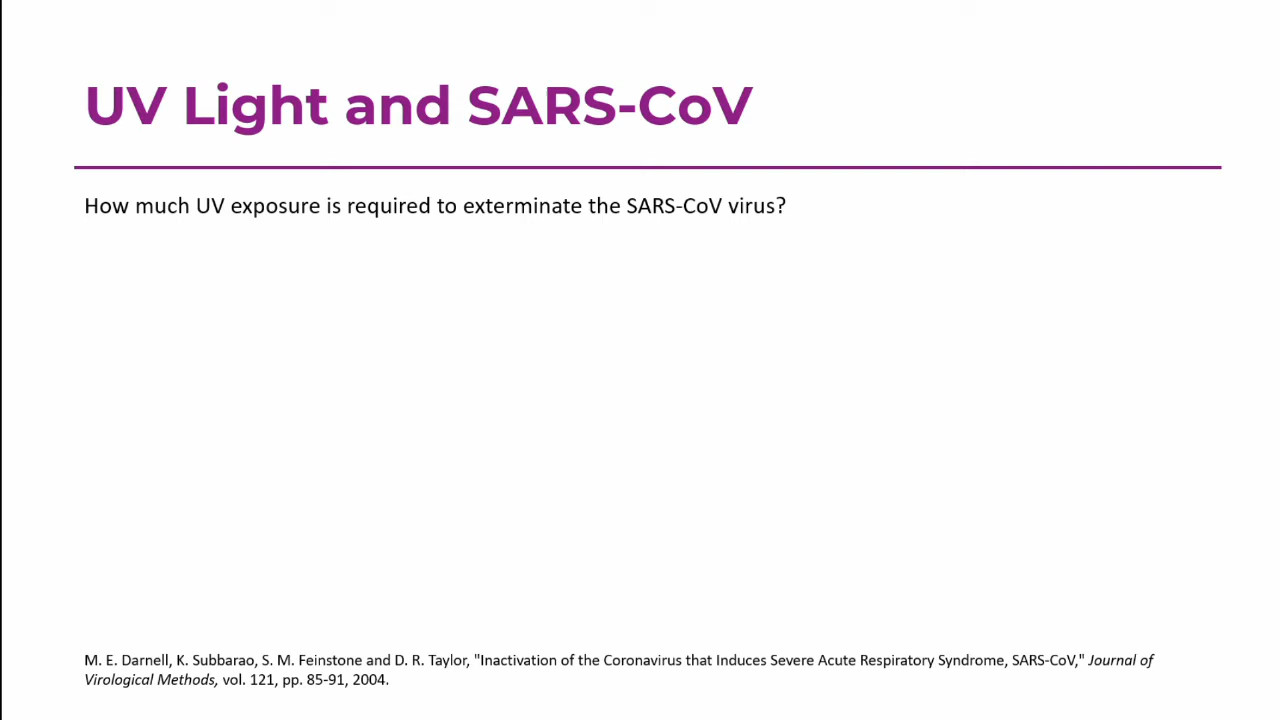 UV Light and SARS-CoV
How much UV exposure is required to exterminate the SARS-CoV virus?
M. E. Darnell, K. Subbarao, S. M. Feinstone and D. R. Taylor, "Inactivation of the Coronavirus that Induces Severe Acute Respiratory Syndrome, SARS-CoV," Journal of
Virological Methods, vol. 121, pp. 85-91, 2004.